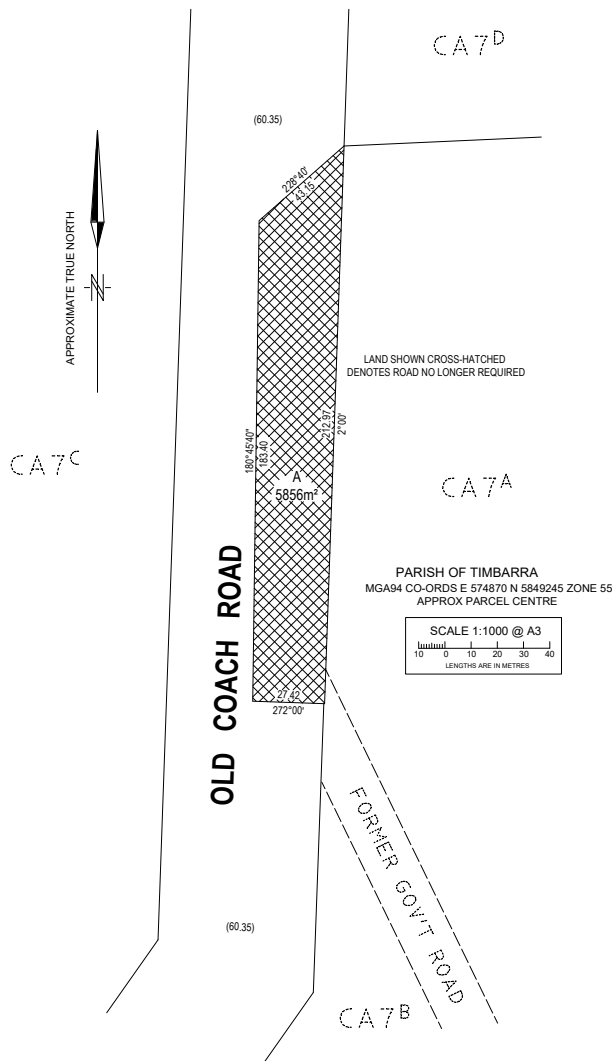 CA7ᴰ
(60.35)
228°40'
43.15
APPROXIMATE TRUE NORTH
N
LAND SHOWN CROSS-HATCHED
DENOTES ROAD NO LONGER REQUIRED
212.97
2°00'
180°45'40"
183.40
CA7ᶜ
A
5856m²
CA7ᴬ
OLD COACH ROAD
PARISH OF TIMBARRA
MGA94 CO-ORDS E 574870 N 5849245 ZONE 55
APPROX PARCEL CENTRE
SCALE 1:1000 @ A3
10 0 10 20 30 40
LENGTHS ARE IN METRES
27.42
272°00'
FORMER GOV'T ROAD
(60.35)
CA7ᴮ